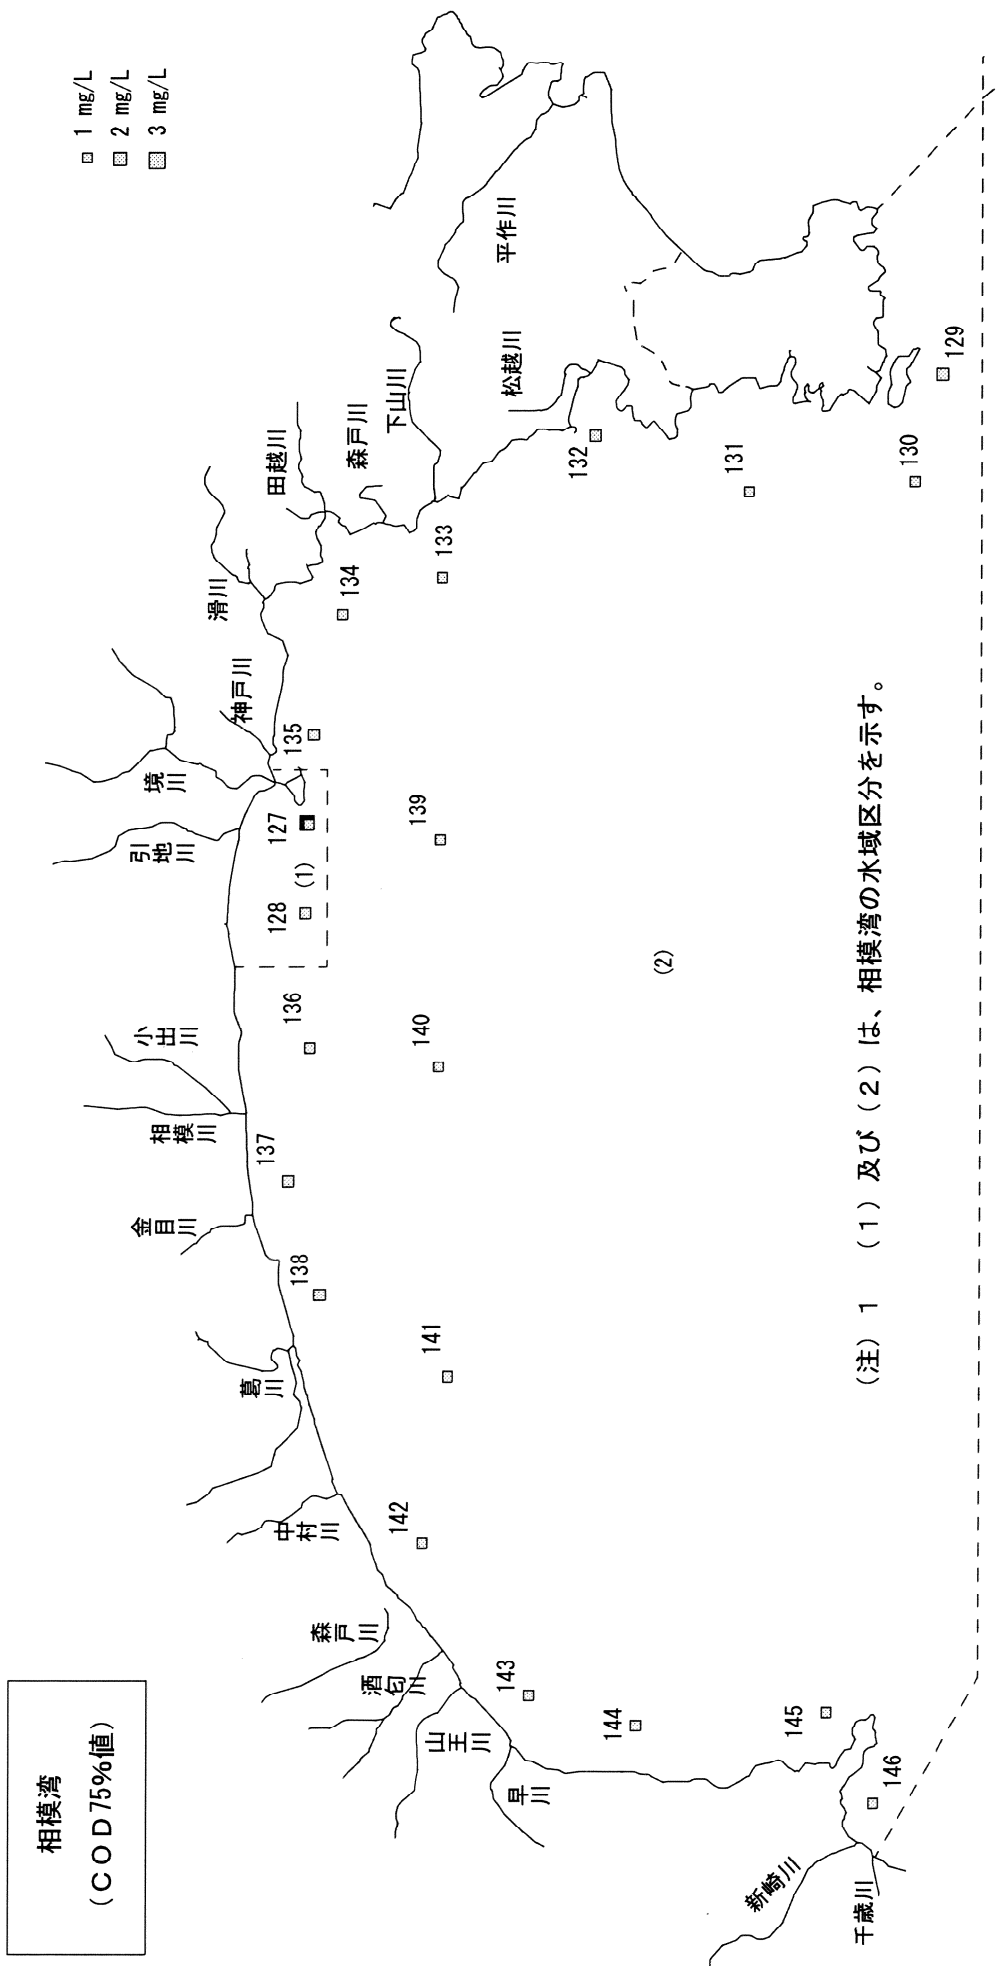 相模湾
(COD75%値)
1 mg/L
2 mg/L
3 mg/L
新崎川
千歳川
早川
山王川
酒匂川
森戸川
中村川
葛川
金目川
相模川
小出川
引地川
境川
神戸川
滑川
田越川
森戸川
下山川
松越川
平作川
146
145
144
143
142
141
138
137
136
140
128
(1)
127
139
135
134
133
132
131
130
129
(2)
(注) 1 (1)及び(2)は、相模湾の水域区分を示す。